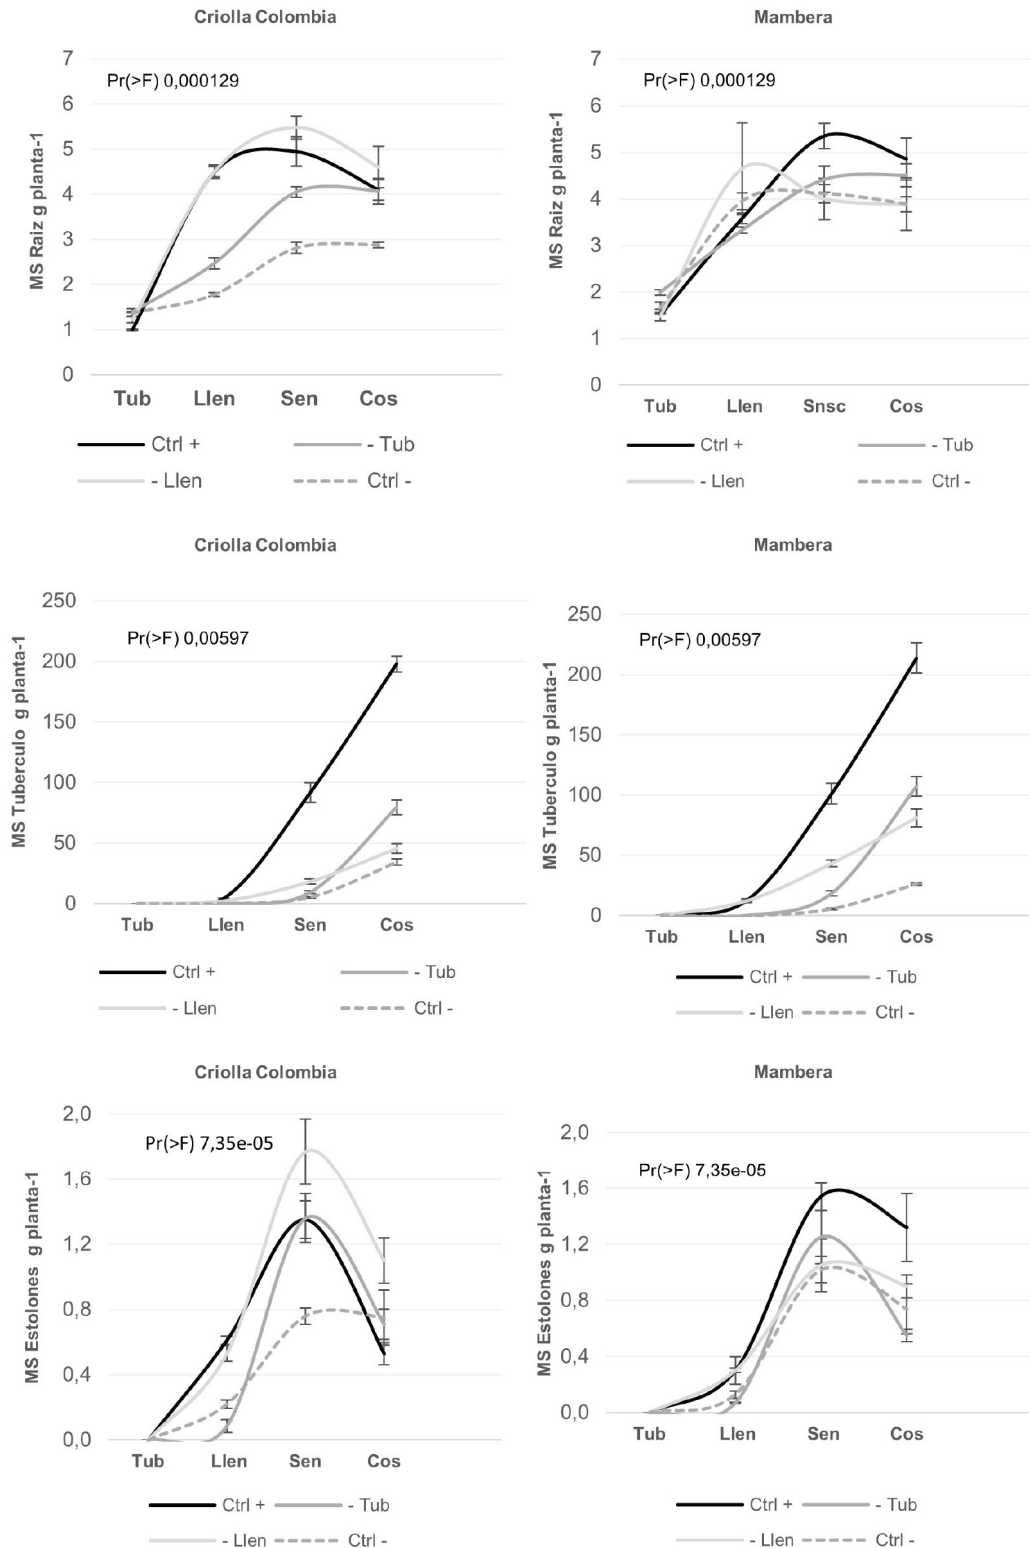 Criolla Colombia
Mambera
Pr(>F) 0,000129
Pr(>F) 0,000129
MS Raiz g planta-1
7
6
5
4
3
2
1
0
Tub Llen Sen Cos
Ctrl + - Tub
- Llen Ctrl -
MS Raiz g planta-1
7
6
5
4
3
2
1
0
Tub Llen Snsc Cos
Ctrl + - Tub
- Llen Ctrl -
Criolla Colombia
Mambera
Pr(>F) 0,00597
Pr(>F) 0,00597
MS Tuberculo g planta-1
250
200
150
100
50
0
Tub Llen Sen Cos
Ctrl + - Tub
- Llen Ctrl -
MS Tuberculo g planta-1
250
200
150
100
50
0
Tub Llen Sen Cos
Ctrl + - Tub
- Llen Ctrl -
Criolla Colombia
Mambera
Pr(>F) 7,35e-05
Pr(>F) 7,35e-05
MS Estolones g planta-1
2,0
1,6
1,2
0,8
0,4
0,0
Tub Llen Sen Cos
Ctrl + - Tub
- Llen Ctrl -
MS Estolones g planta-1
2,0
1,6
1,2
0,8
0,4
0,0
Tub Llen Sen Cos
Ctrl + - Tub
- Llen Ctrl -